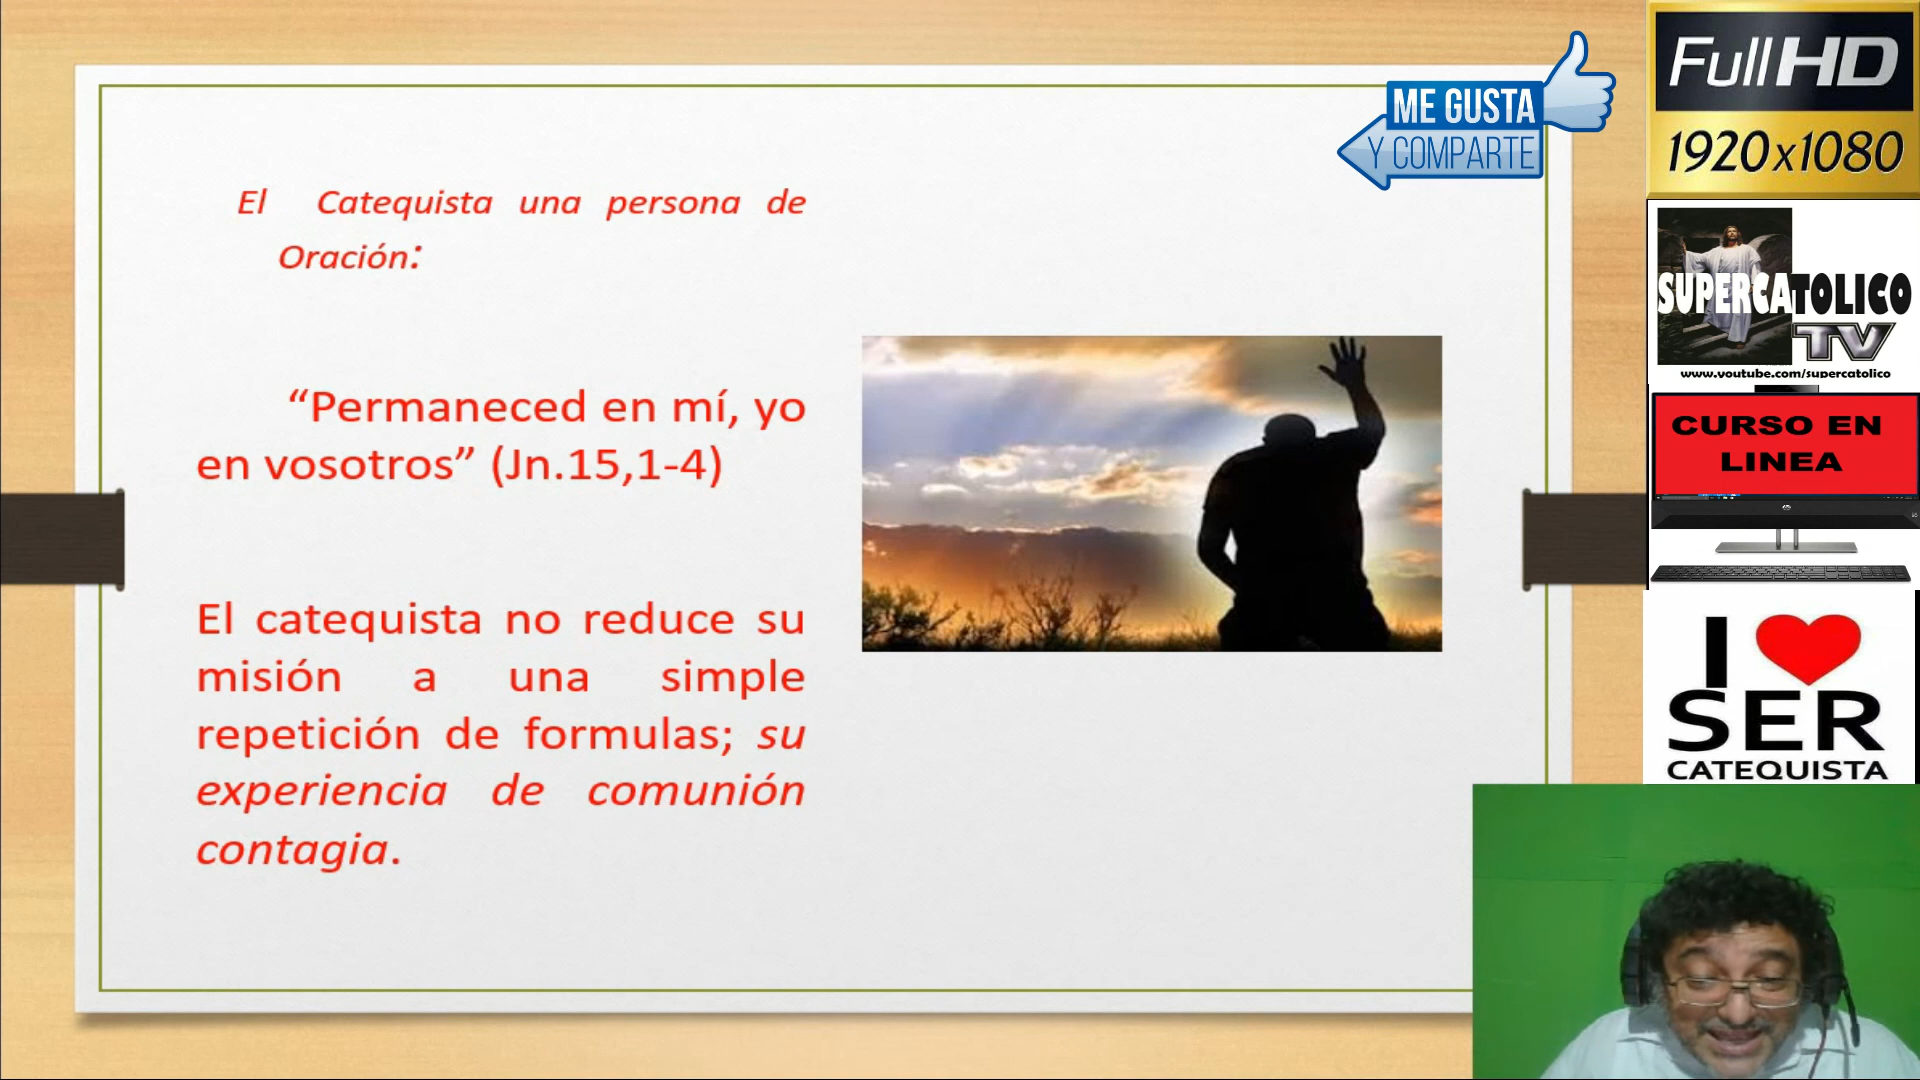 El Catequista una persona de
Oración:
“Permaneced en mí, yo
en vosotros” (Jn.15,1-4)
El catequista no reduce su
misión a una simple
repetición de formulas; su
experiencia de comunión
contagia.
ME GUSTA
Y COMPARTE
Full HD
1920x1080
SUPERCATOLICO
TV
www.youtube.com/supercatolico
CURSO EN
LINEA
hp
I
SER
CATEQUISTA